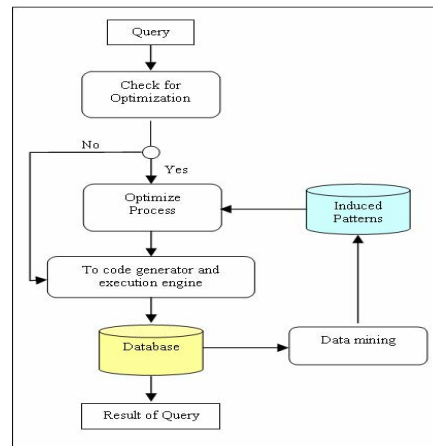 Query
Check for
Optimization
No
Yes
Optimize
Process
Induced
Patterns
To code generator and
execution engine
Database
Data mining
Result of Query